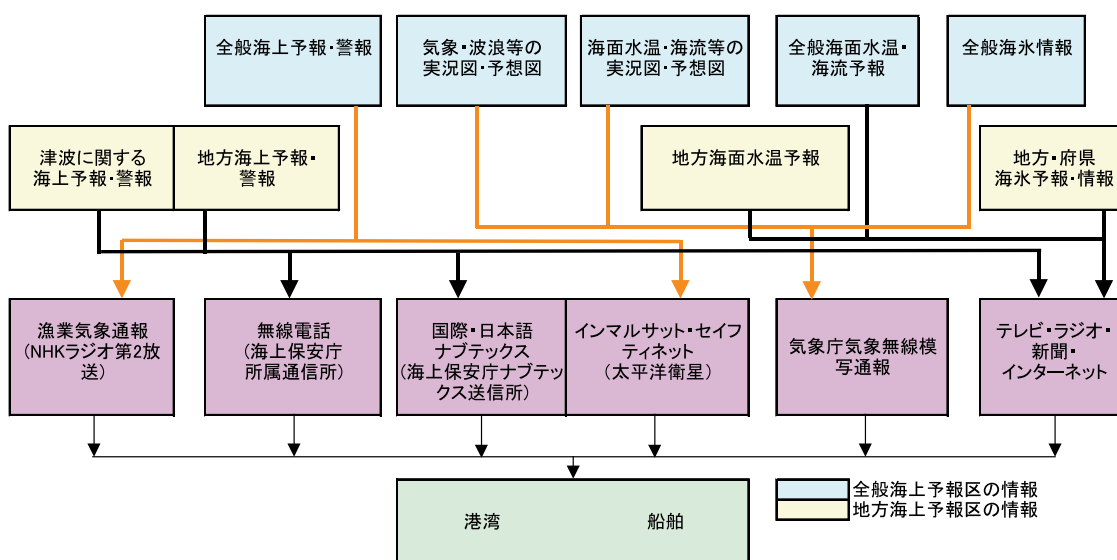 全般海上予報・警報
気象・波浪等の
実況図・予想図
海面水温・海流等の
実況図・予想図
全般海面水温・
海流予報
全般海氷情報
津波に関する
海上予報・警報
地方海上予報・
警報
地方海面水温予報
地方・府県
海氷予報・情報
漁業気象通報
(NHKラジオ第2放
送)
無線電話
(海上保安庁
所属通信所)
国際・日本語
ナブテックス
(海上保安庁ナブテッ
クス送信所)
インマルサット・セイフ
ティネット
(太平洋衛星)
気象庁気象無線模
写通報
テレビ・ラジオ・
新聞・
インターネット
港湾
船舶
全般海上予報区の情報
地方海上予報区の情報